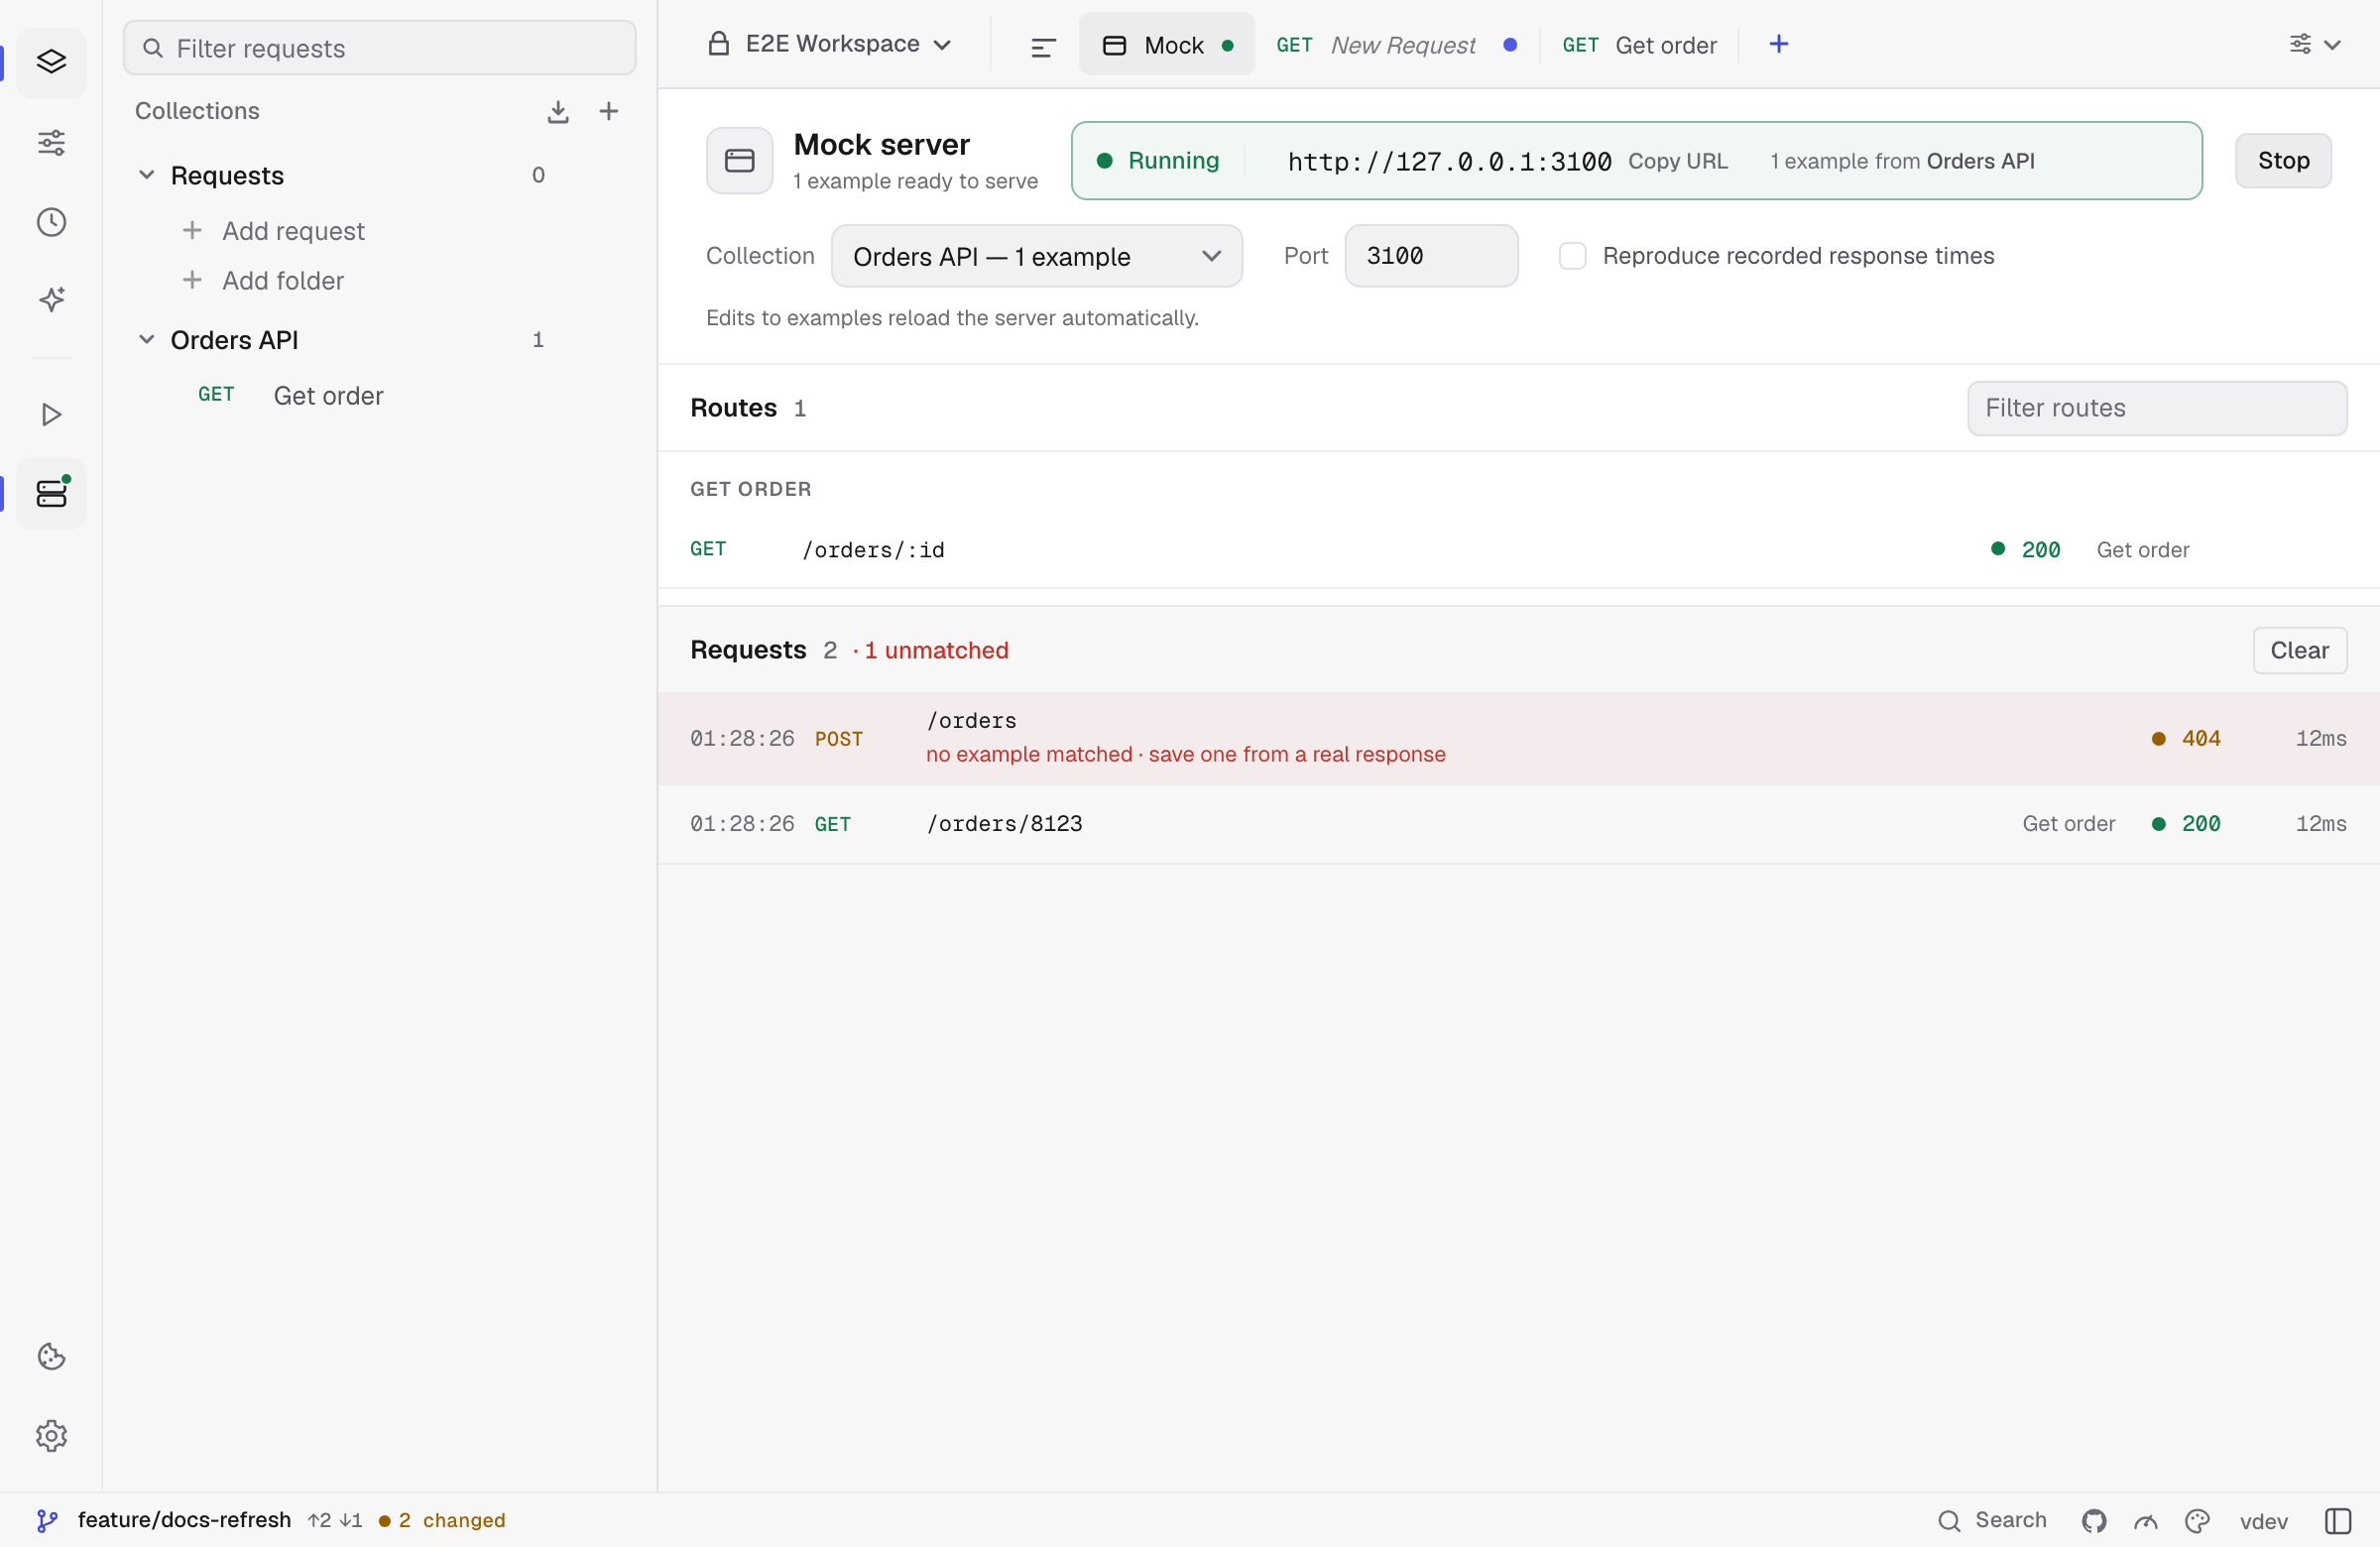 Filter requests
Collections
Requests 0
Add request
Add folder
Orders API 1
GET Get order
E2E Workspace
Mock
GET New Request
GET Get order
Mock server
1 example ready to serve
Running
http://127.0.0.1:3100
Copy URL
1 example from Orders API
Stop
Collection
Orders API — 1 example
Port
3100
Reproduce recorded response times
Edits to examples reload the server automatically.
Routes 1
Filter routes
GET ORDER
GET /orders/:id 200 Get order
Requests 2 · 1 unmatched
Clear
01:28:26 POST /orders 404 12ms
no example matched · save one from a real response
01:28:26 GET /orders/8123 Get order 200 12ms
feature/docs-refresh ↑2 ↓1 2 changed
Search
vdev